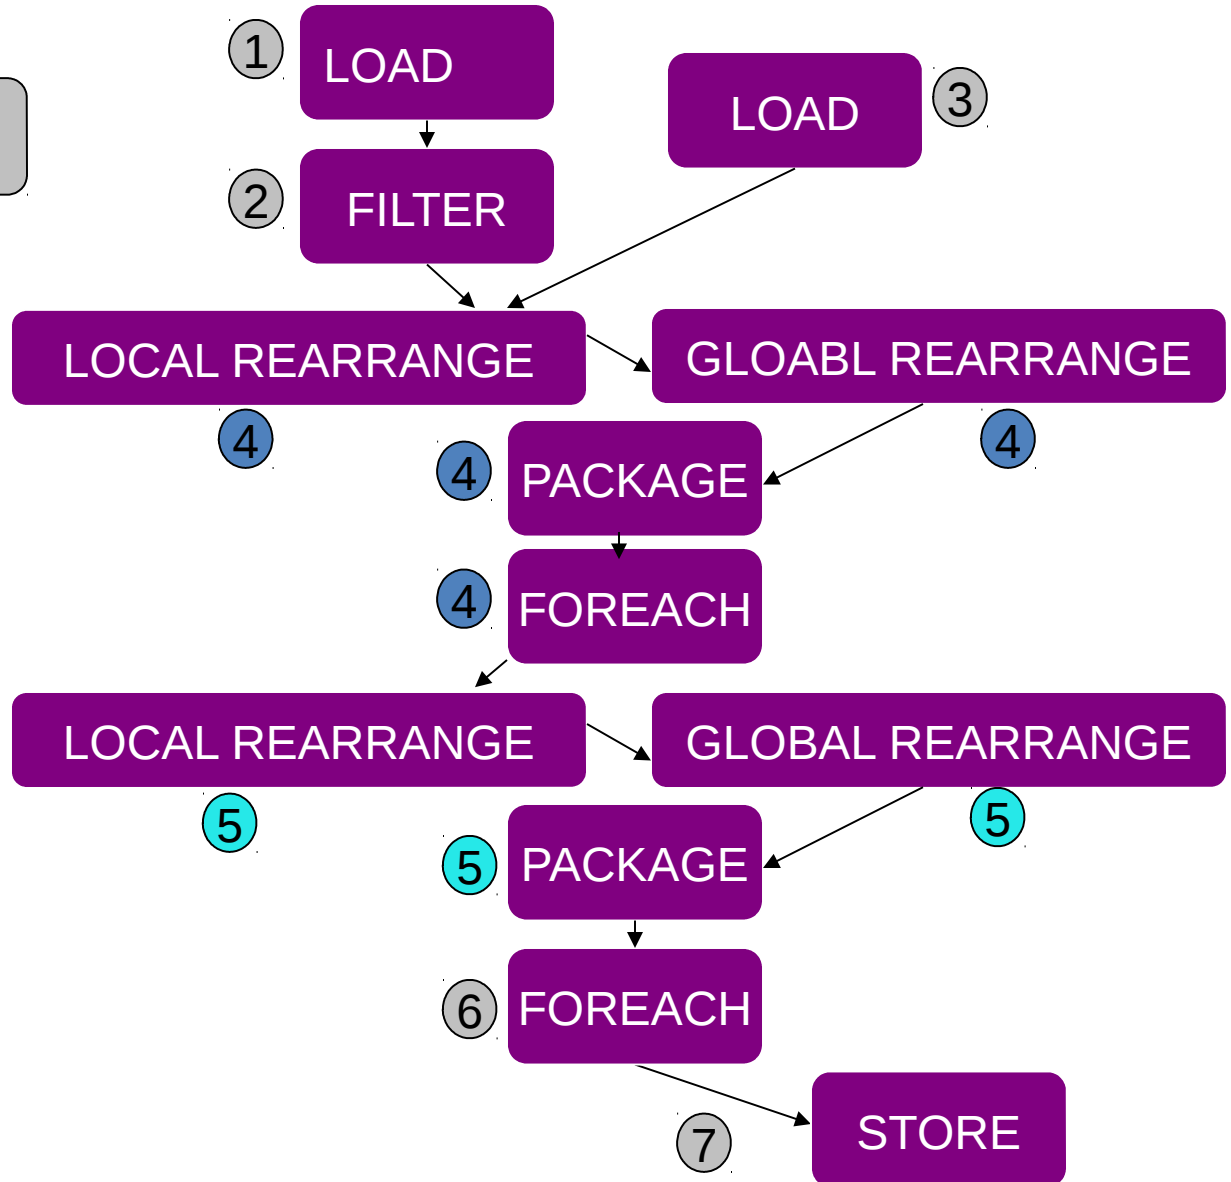 1
LOAD
LOAD
3
2
FILTER
LOCAL REARRANGE
GLOABL REARRANGE
4
4
PACKAGE
4
4
FOREACH
LOCAL REARRANGE
GLOBAL REARRANGE
5
5
PACKAGE
5
6
FOREACH
7
STORE